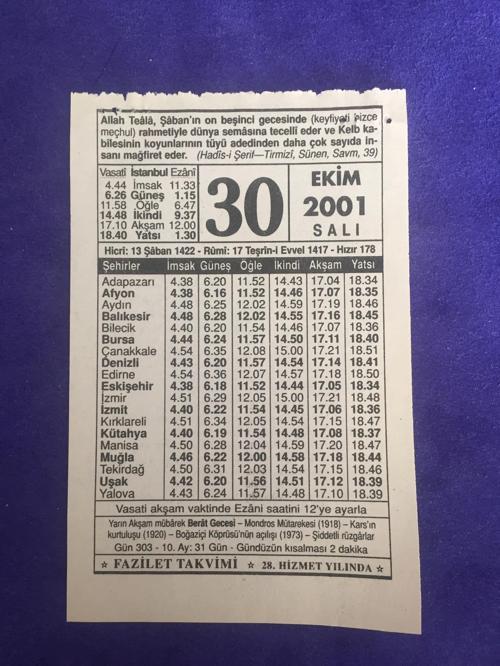 Allah Teâlâ, Şâban'ın on beşinci gecesinde (keyfiyeti bizce
meçhul) rahmetiyle dünya semâsına tecelli eder ve Kelb ka-
bilesinin koyunlarının tüyü adedinden daha çok sayıda in-
sanı mağfiret eder. (Hadîs-i Şerif—Tirmizî, Sünen, Savm, 39)
Vasatî İstanbul Ezânî
4.44 İmsak 11.33
6.26 Güneş 1.15
11.58 Öğle 6.47
14.48 İkindi 9.37
17.10 Akşam 12.00
18.40 Yatsı 1.30
30
EKİM
2001
SALI
Hicrî: 13 Şâban 1422 - Rûmî: 17 Teşrîn-i Evvel 1417 - Hızır 178
Şehirler İmsak Güneş Öğle İkindi Akşam Yatsı
Adapazarı 4.38 6.20 11.52 14.43 17.04 18.34
Afyon 4.38 6.16 11.52 14.46 17.07 18.35
Aydın 4.48 6.25 12.02 14.59 17.19 18.46
Balıkesir 4.48 6.28 12.02 14.55 17.16 18.45
Bilecik 4.40 6.20 11.54 14.46 17.07 18.36
Bursa 4.44 6.24 11.57 14.50 17.11 18.40
Çanakkale 4.54 6.35 12.08 15.00 17.21 18.51
Denizli 4.43 6.20 11.57 14.54 17.14 18.41
Edirne 4.54 6.36 12.07 14.57 17.18 18.50
Eskişehir 4.38 6.18 11.52 14.44 17.05 18.34
İzmir 4.51 6.29 12.05 15.00 17.21 18.48
İzmit 4.40 6.22 11.54 14.45 17.06 18.36
Kırklareli 4.51 6.34 12.05 14.54 17.15 18.47
Kütahya 4.40 6.19 11.54 14.48 17.08 18.37
Manisa 4.50 6.28 12.04 14.59 17.20 18.47
Muğla 4.46 6.22 12.00 14.58 17.18 18.44
Tekirdağ 4.50 6.31 12.03 14.54 17.15 18.46
Uşak 4.42 6.20 11.56 14.51 17.12 18.39
Yalova 4.43 6.24 11.57 14.48 17.10 18.39
Vasati akşam vaktinde Ezâni saatini 12'ye ayarla
Yarın Akşam mübârek Berât Gecesi – Mondros Mütarekesi (1918) – Kars'ın
kurtuluşu (1920) – Boğaziçi Köprüsü'nün açılışı (1973) – Şiddetli rüzgârlar
Gün 303 - 10. Ay: 31 Gün - Gündüzün kısalması 2 dakika
☆ FAZİLET TAKVİMİ ☆ 28. HİZMET YILINDA ☆